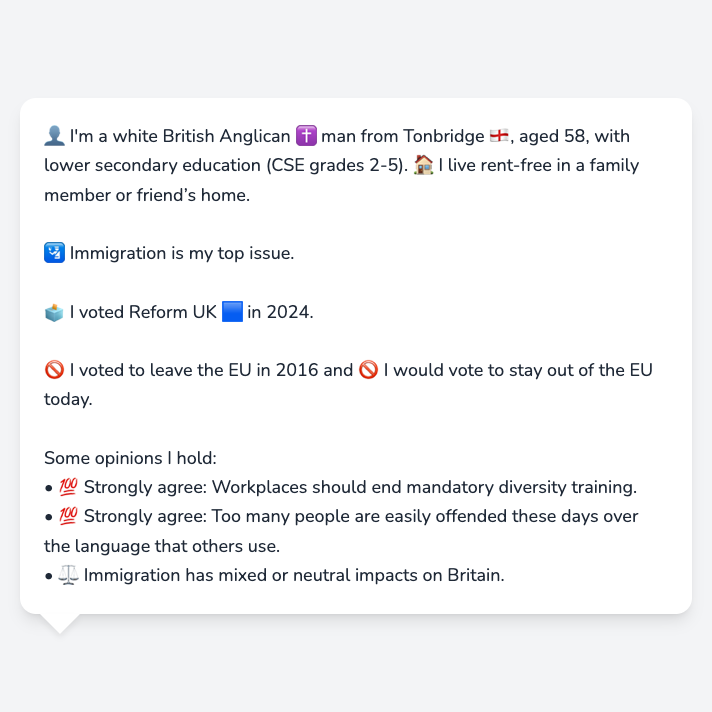 👤 I'm a white British Anglican ✝️ man from Tonbridge 🏴󠁧󠁢󠁥󠁮󠁧󠁿, aged 58, with
lower secondary education (CSE grades 2-5). 🏠 I live rent-free in a family
member or friend’s home.
🛂 Immigration is my top issue.
🗳️ I voted Reform UK 🟦 in 2024.
🚫 I voted to leave the EU in 2016 and 🚫 I would vote to stay out of the EU
today.
Some opinions I hold:
• 💯 Strongly agree: Workplaces should end mandatory diversity training.
• 💯 Strongly agree: Too many people are easily offended these days over
the language that others use.
• ⚖️ Immigration has mixed or neutral impacts on Britain.